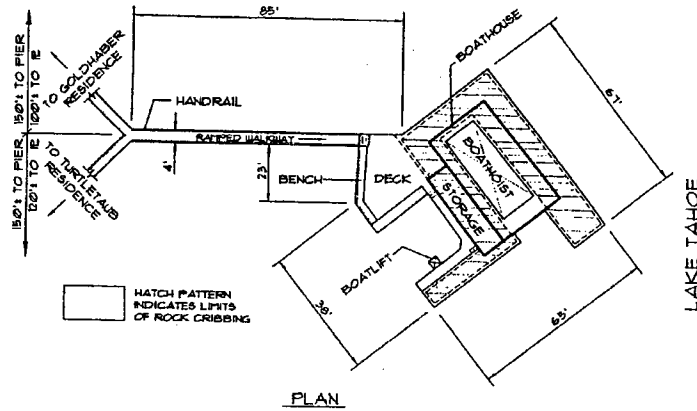 85'
150'± TO PIER
100'± TO ℄
TO GOLDHABER
RESIDENCE
BOATHOUSE
HANDRAIL
67'
RAMPED WALKWAY
150'± TO PIER
120'± TO ℄
TO TURTLETAUB
RESIDENCE
4'
23'
BENCH
DECK
BOATHOIST
STORAGE
LAKE TAHOE
BOATLIFT
HATCH PATTERN
INDICATES LIMITS
OF ROCK CRIBBING
38'
65'
PLAN